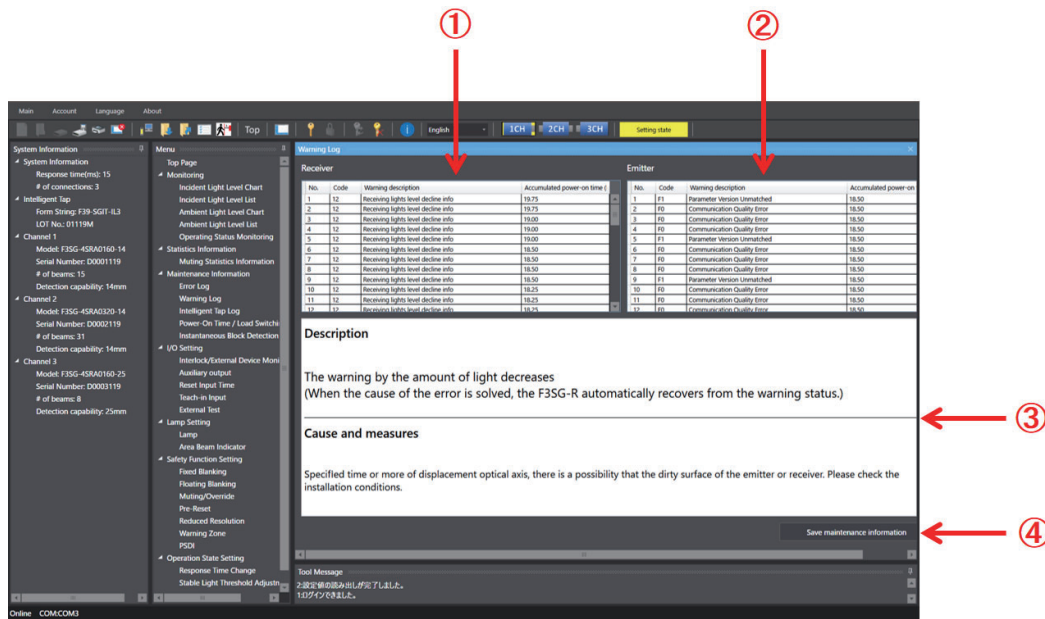 ①
②
Main Account Language About
Top English 1CH 2CH 3CH Setting state
System Information
System Information
Response time(ms): 15
# of connections: 3
Intelligent Tap
Form String: F39-SGIT-IL3
LOT No.: 01119M
Channel 1
Model: F3SG-4SRA0160-14
Serial Number: D0001119
# of beams: 15
Detection capability: 14mm
Channel 2
Model: F3SG-4SRA0320-14
Serial Number: D0002119
# of beams: 31
Detection capability: 14mm
Channel 3
Model: F3SG-4SRA0160-25
Serial Number: D0003119
# of beams: 8
Detection capability: 25mm
Menu
Top Page
Monitoring
Incident Light Level Chart
Incident Light Level List
Ambient Light Level Chart
Ambient Light Level List
Operating Status Monitoring
Statistics Information
Muting Statistics Information
Maintenance Information
Error Log
Warning Log
Intelligent Tap Log
Power-On Time / Load Switchi
Instantaneous Block Detection
I/O Setting
Interlock/External Device Moni
Auxiliary output
Reset Input Time
Teach-in Input
External Test
Lamp Setting
Lamp
Area Beam Indicator
Safety Function Setting
Fixed Blanking
Floating Blanking
Muting/Override
Pre-Reset
Reduced Resolution
Warning Zone
PSDI
Operation State Setting
Response Time Change
Stable Light Threshold Adjustn
Warning Log
Receiver
No. Code Warning description Accumulated power-on time (
1 12 Receiving lights level decline info 19.75
2 12 Receiving lights level decline info 19.75
3 12 Receiving lights level decline info 19.00
4 12 Receiving lights level decline info 19.00
5 12 Receiving lights level decline info 19.00
6 12 Receiving lights level decline info 18.50
7 12 Receiving lights level decline info 18.50
8 12 Receiving lights level decline info 18.50
9 12 Receiving lights level decline info 18.50
10 12 Receiving lights level decline info 18.25
11 12 Receiving lights level decline info 18.25
12 12 Receiving lights level decline info 18.25
Emitter
No. Code Warning description Accumulated power-on
1 F1 Parameter Version Unmatched 18.50
2 F0 Communication Quality Error 18.50
3 F0 Communication Quality Error 18.50
4 F0 Communication Quality Error 18.50
5 F1 Parameter Version Unmatched 18.50
6 F0 Communication Quality Error 18.50
7 F0 Communication Quality Error 18.50
8 F0 Communication Quality Error 18.50
9 F1 Parameter Version Unmatched 18.50
10 F0 Communication Quality Error 18.50
11 F0 Communication Quality Error 18.50
12 F0 Communication Quality Error 18.50
Description
The warning by the amount of light decreases
(When the cause of the error is solved, the F3SG-R automatically recovers from the warning status.)
③
Cause and measures
Specified time or more of displacement optical axis, there is a possibility that the dirty surface of the emitter or receiver. Please check the
installation conditions.
Save maintenance information
④
Tool Message
2:設定値の読み出しが完了しました。
1:ログインできました。
Online COM:COM3